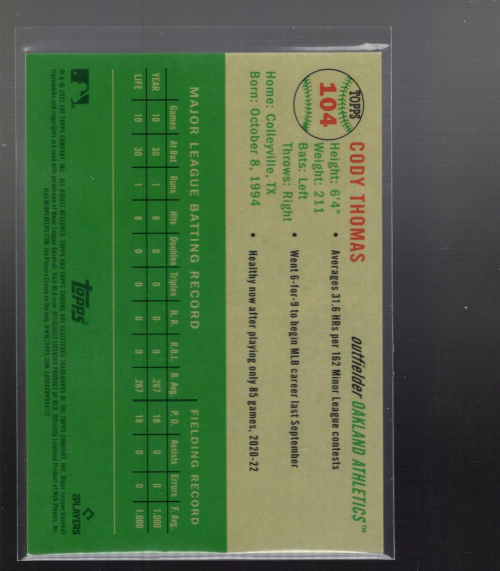 TOPPS
104
CODY THOMAS
outfielder OAKLAND ATHLETICS™
Height: 6'4"
Weight: 211
Bats: Left
Throws: Right
Home: Colleyville, TX
Born: October 8, 1994
• Averages 31.6 HRs per 162 Minor League contests
• Went 6-for-9 to begin MLB career last September
• Healthy now after playing only 85 games, 2020-22
MAJOR LEAGUE BATTING RECORD
FIELDING RECORD
Games At Bat Runs Hits Doubles Triples H.R. R.B.I. B. Avg. P.O. Assists Errors F. Avg.
YEAR 10 30 1 8 0 0 0 0 .267 18 0 0 1.000
LIFE 10 30 1 8 0 0 0 0 .267 18 0 0 1.000
topps
MLB PLAYERS